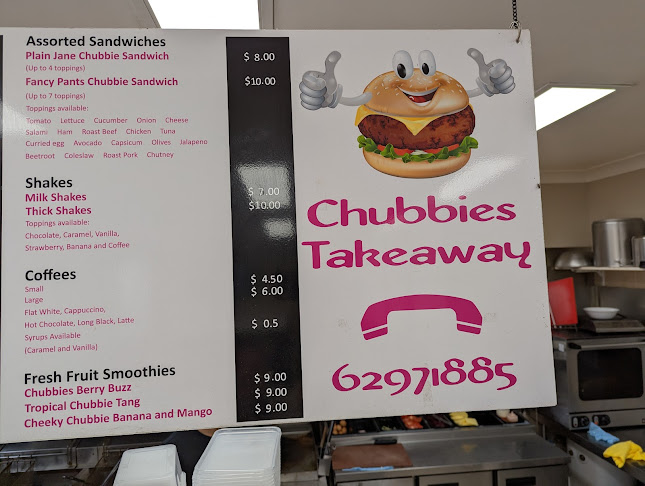 Assorted Sandwiches
Plain Jane Chubbie Sandwich $ 8.00
(Up to 4 toppings)
Fancy Pants Chubbie Sandwich $10.00
(Up to 7 toppings)
Toppings available:
Tomato Lettuce Cucumber Onion Cheese
Salami Ham Roast Beef Chicken Tuna
Curried egg Avocado Capsicum Olives Jalapeno
Beetroot Coleslaw Roast Pork Chutney
Shakes
Milk Shakes $ 7.00
Thick Shakes $10.00
Toppings available:
Chocolate, Caramel, Vanilla,
Strawberry, Banana and Coffee
Coffees
Small $ 4.50
Large $ 6.00
Flat White, Cappuccino,
Hot Chocolate, Long Black, Latte $ 0.5
Syrups Available
(Caramel and Vanilla)
Fresh Fruit Smoothies
Chubbies Berry Buzz $ 9.00
Tropical Chubbie Tang $ 9.00
Cheeky Chubbie Banana and Mango $ 9.00
Chubbies
Takeaway
62971885